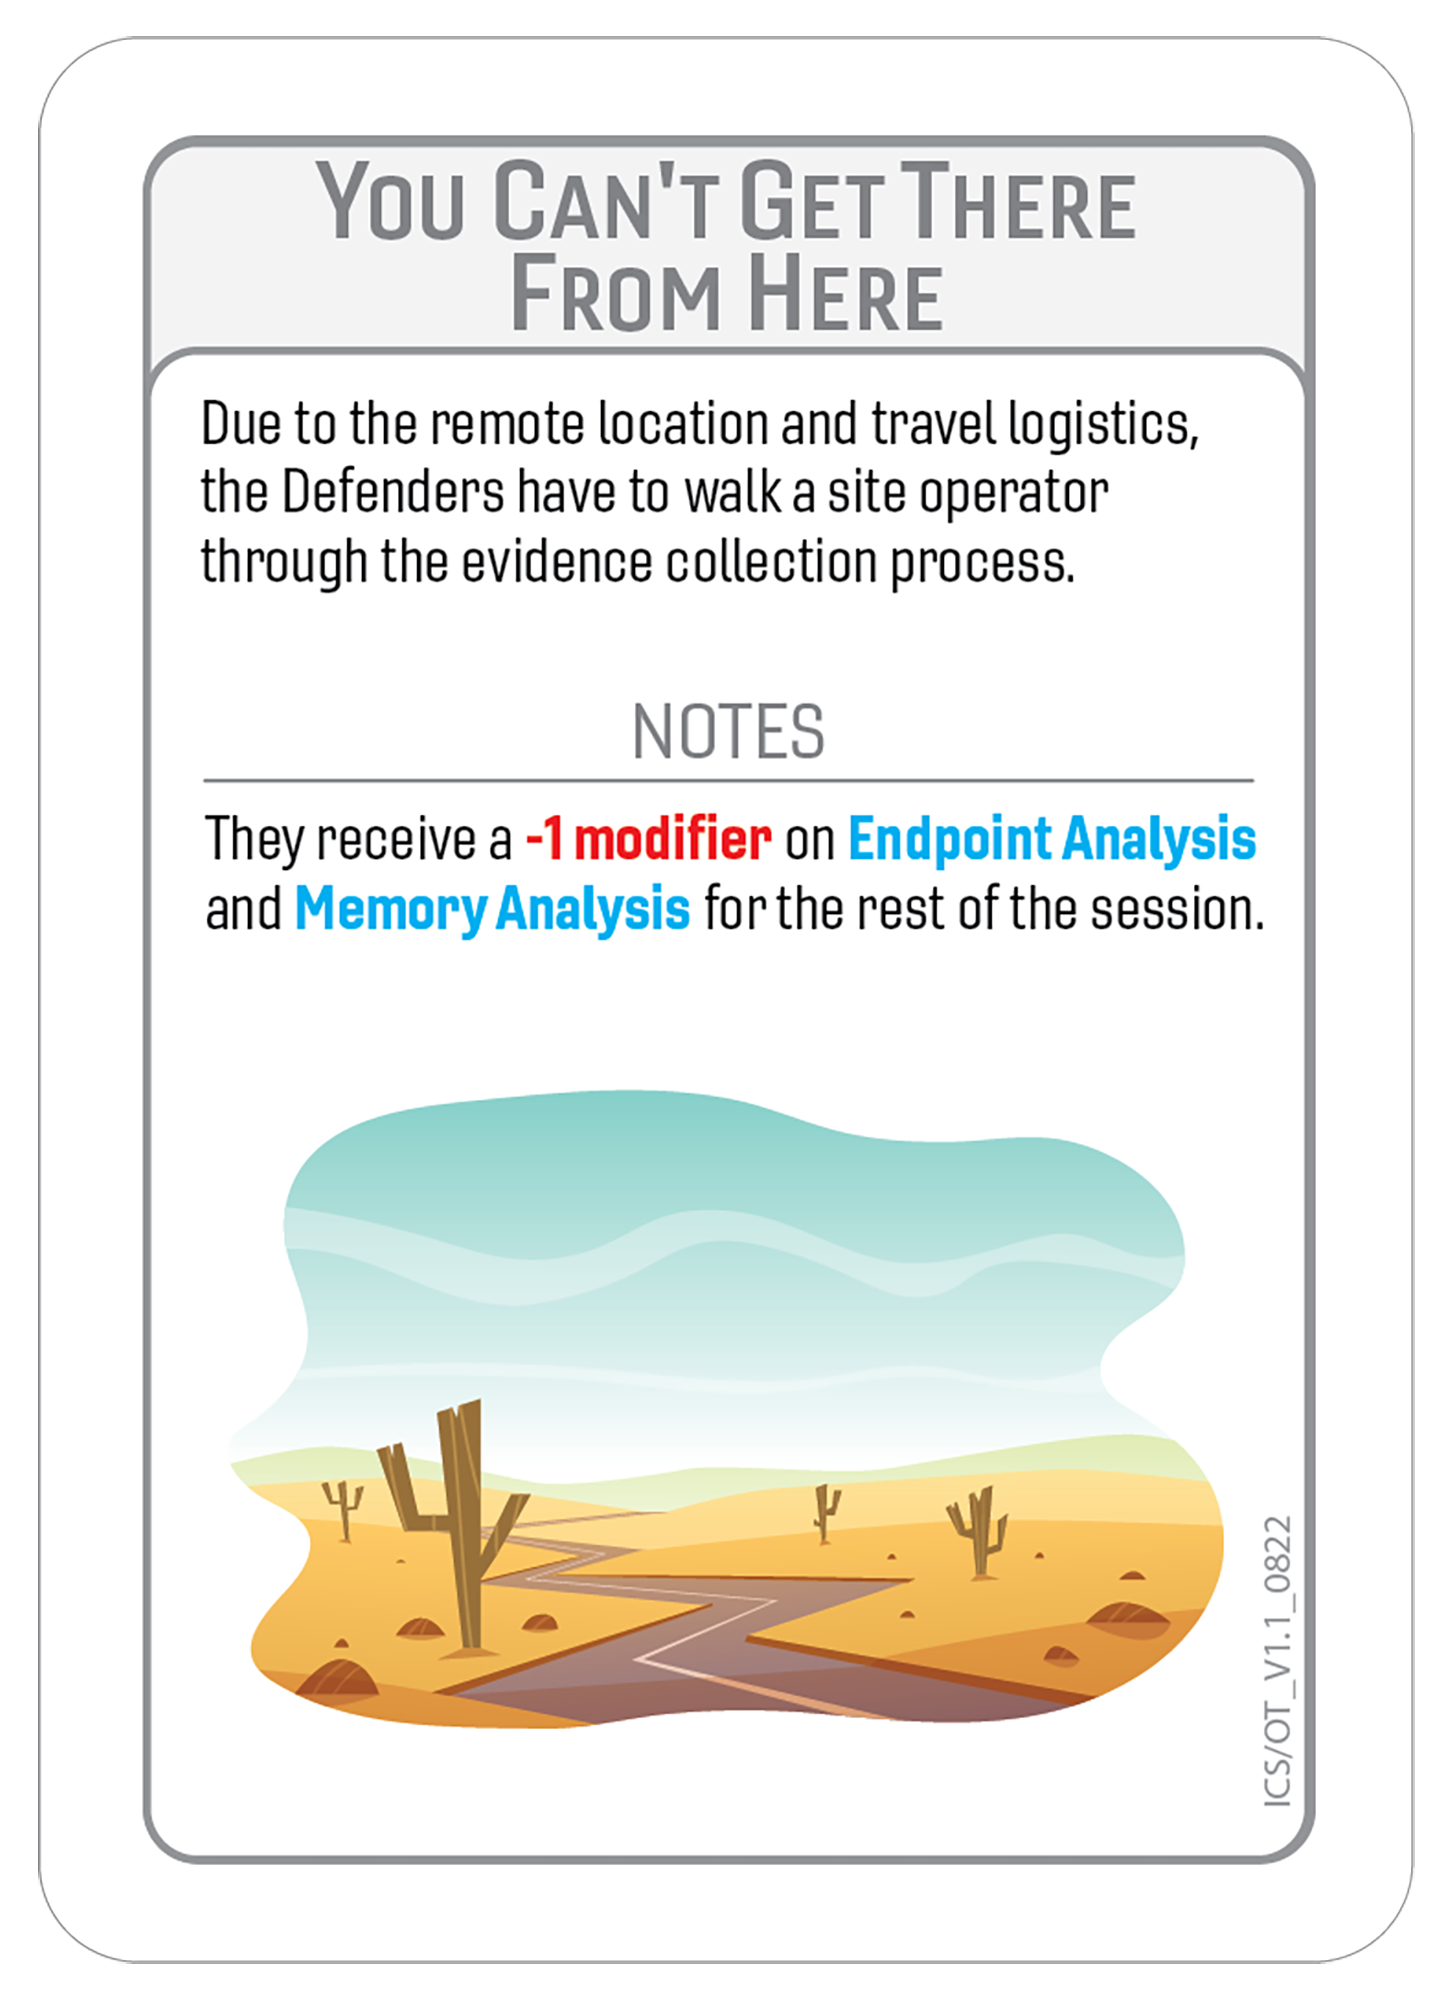 You Can't Get There
From Here
Due to the remote location and travel logistics,
the Defenders have to walk a site operator
through the evidence collection process.
NOTES
They receive a -1 modifier on Endpoint Analysis
and Memory Analysis for the rest of the session.
ICS/OT_V1.1_0822